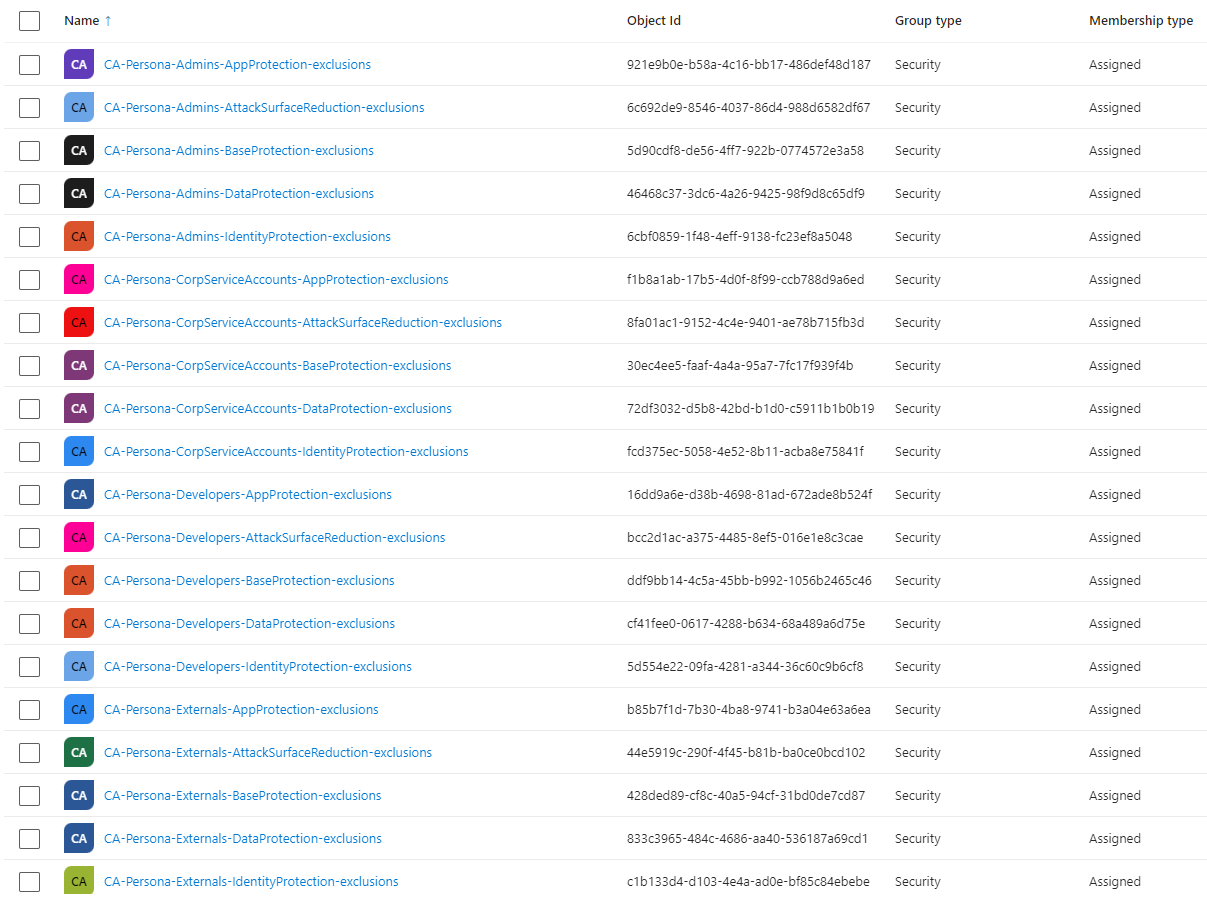 Name ↑ Object Id Group type Membership type
CA CA-Persona-Admins-AppProtection-exclusions 921e9b0e-b58a-4c16-bb17-486def48d187 Security Assigned
CA CA-Persona-Admins-AttackSurfaceReduction-exclusions 6c692de9-8546-4037-86d4-988d6582df67 Security Assigned
CA CA-Persona-Admins-BaseProtection-exclusions 5d90cdf8-de56-4ff7-922b-0774572e3a58 Security Assigned
CA CA-Persona-Admins-DataProtection-exclusions 46468c37-3dc6-4a26-9425-98f9d8c65df9 Security Assigned
CA CA-Persona-Admins-IdentityProtection-exclusions 6cbf0859-1f48-4eff-9138-fc23ef8a5048 Security Assigned
CA CA-Persona-CorpServiceAccounts-AppProtection-exclusions f1b8a1ab-17b5-4d0f-8f99-ccb788d9a6ed Security Assigned
CA CA-Persona-CorpServiceAccounts-AttackSurfaceReduction-exclusions 8fa01ac1-9152-4c4e-9401-ae78b715fb3d Security Assigned
CA CA-Persona-CorpServiceAccounts-BaseProtection-exclusions 30ec4ee5-faaf-4a4a-95a7-7fc17f939f4b Security Assigned
CA CA-Persona-CorpServiceAccounts-DataProtection-exclusions 72df3032-d5b8-42bd-b1d0-c5911b1b0b19 Security Assigned
CA CA-Persona-CorpServiceAccounts-IdentityProtection-exclusions fcd375ec-5058-4e52-8b11-acba8e75841f Security Assigned
CA CA-Persona-Developers-AppProtection-exclusions 16dd9a6e-d38b-4698-81ad-672ade8b524f Security Assigned
CA CA-Persona-Developers-AttackSurfaceReduction-exclusions bcc2d1ac-a375-4485-8ef5-016e1e8c3cae Security Assigned
CA CA-Persona-Developers-BaseProtection-exclusions ddf9bb14-4c5a-45bb-b992-1056b2465c46 Security Assigned
CA CA-Persona-Developers-DataProtection-exclusions cf41fee0-0617-4288-b634-68a489a6d75e Security Assigned
CA CA-Persona-Developers-IdentityProtection-exclusions 5d554e22-09fa-4281-a344-36c60c9b6cf8 Security Assigned
CA CA-Persona-Externals-AppProtection-exclusions b85b7f1d-7b30-4ba8-9741-b3a04e63a6ea Security Assigned
CA CA-Persona-Externals-AttackSurfaceReduction-exclusions 44e5919c-290f-4f45-b81b-ba0ce0bcd102 Security Assigned
CA CA-Persona-Externals-BaseProtection-exclusions 428ded89-cf8c-40a5-94cf-31bd0de7cd87 Security Assigned
CA CA-Persona-Externals-DataProtection-exclusions 833c3965-484c-4686-aa40-536187a69cd1 Security Assigned
CA CA-Persona-Externals-IdentityProtection-exclusions c1b133d4-d103-4e4a-ad0e-bf85c84ebebe Security Assigned